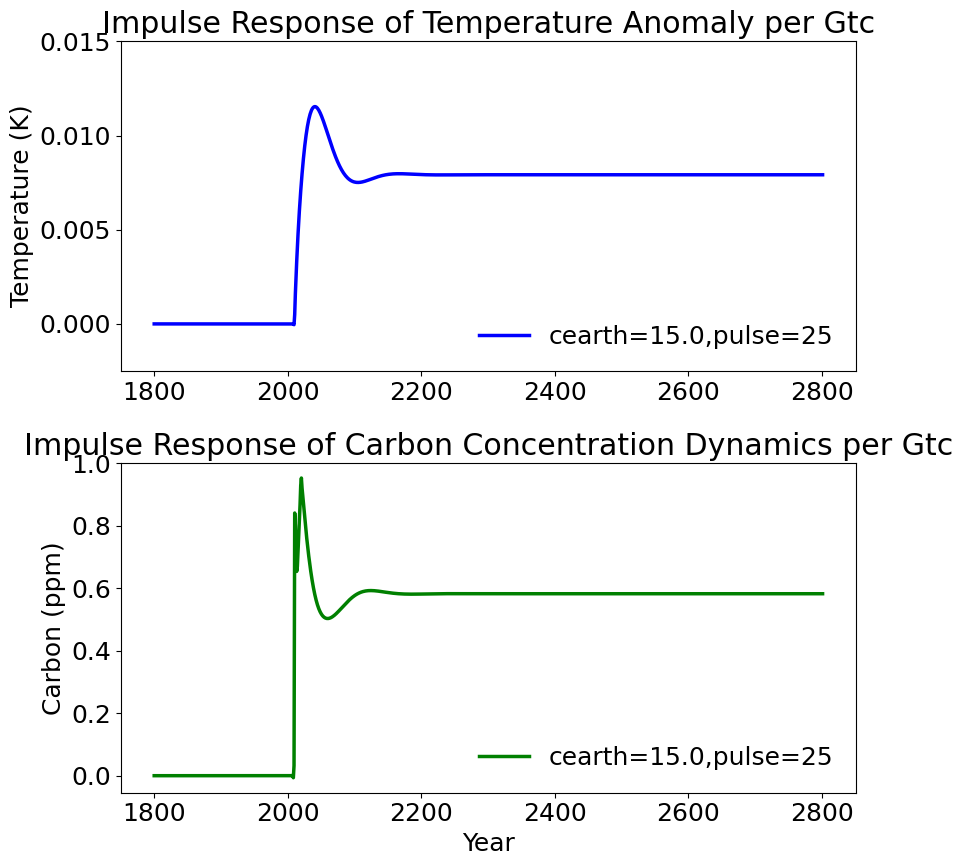 Impulse Response of Temperature Anomaly per Gtc
0.015
0.010
0.005
0.000
Temperature (K)
cearth=15.0,pulse=25
1800 2000 2200 2400 2600 2800
Impulse Response of Carbon Concentration Dynamics per Gtc
1.0
0.8
0.6
0.4
0.2
0.0
Carbon (ppm)
cearth=15.0,pulse=25
1800 2000 2200 2400 2600 2800
Year